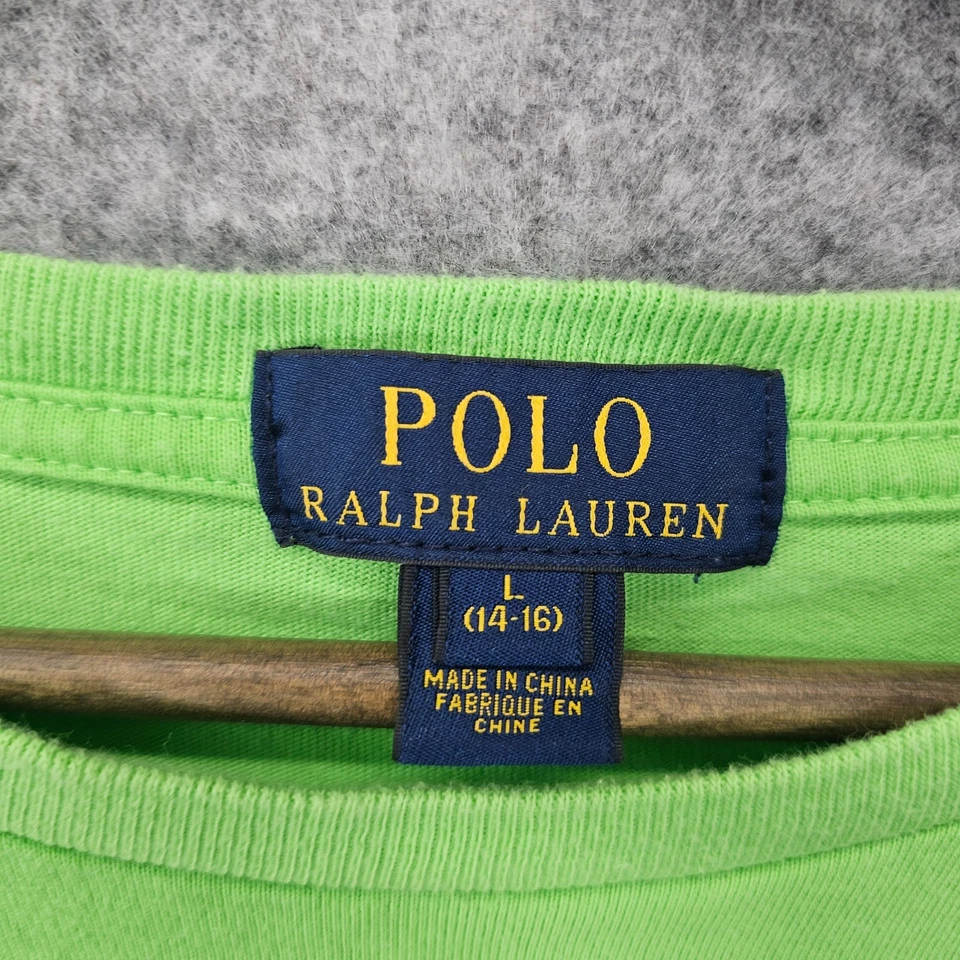 POLO
RALPH LAUREN
L
(14-16)
MADE IN CHINA
FABRIQUE EN
CHINE